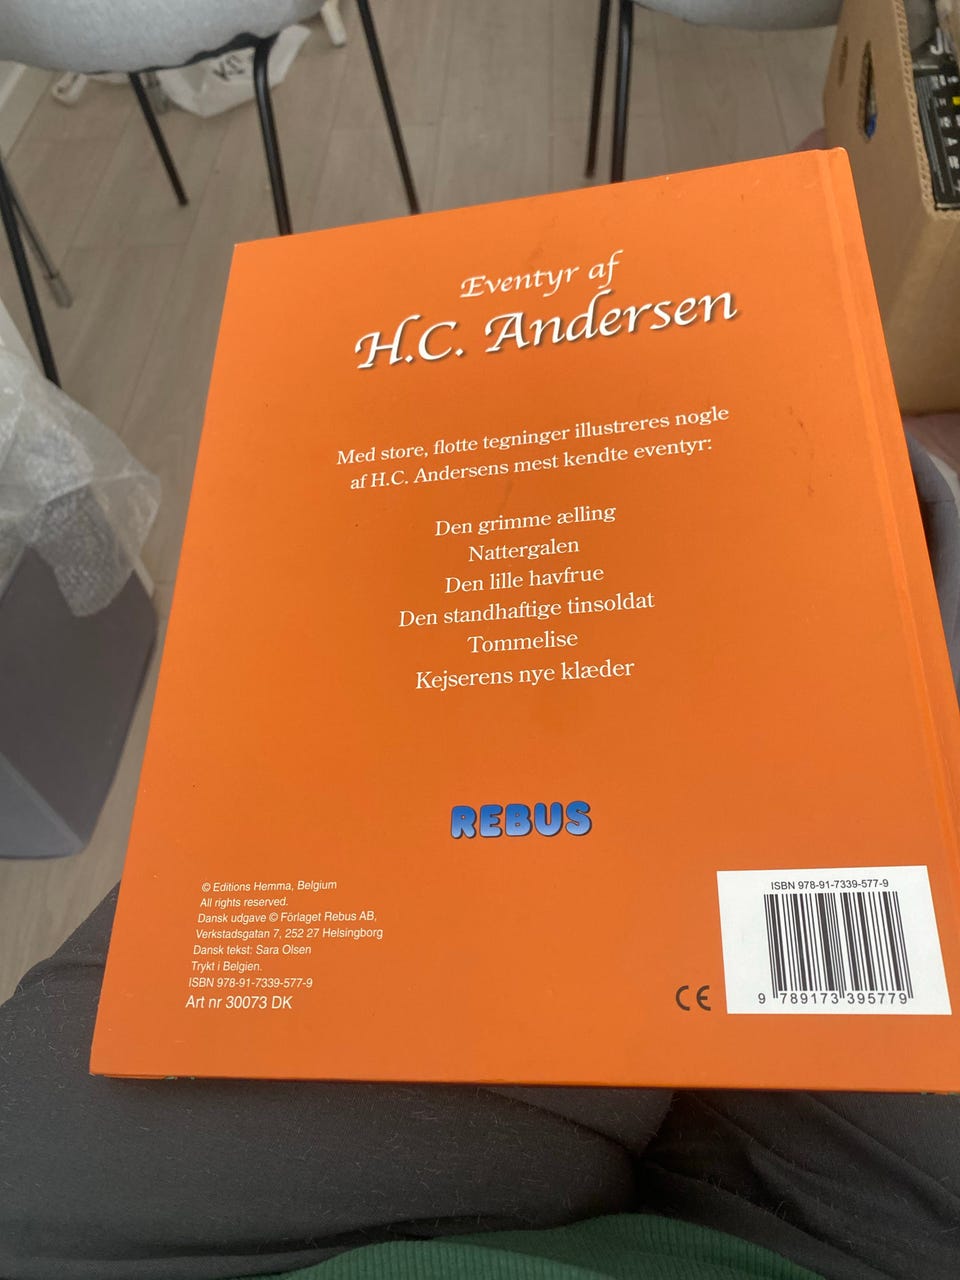 Eventyr af
H.C. Andersen
Med store, flotte tegninger illustreres nogle
af H.C. Andersens mest kendte eventyr:
Den grimme ælling
Nattergalen
Den lille havfrue
Den standhaftige tinsoldat
Tommelise
Kejserens nye klæder
REBUS
© Editions Hemma, Belgium
All rights reserved.
Dansk udgave © Förlaget Rebus AB,
Verkstadsgatan 7, 252 27 Helsingborg
Dansk tekst: Sara Olsen
Trykt i Belgien.
ISBN 978-91-7339-577-9
Art nr 30073 DK
CE
ISBN 978-91-7339-577-9
9 789173 395779